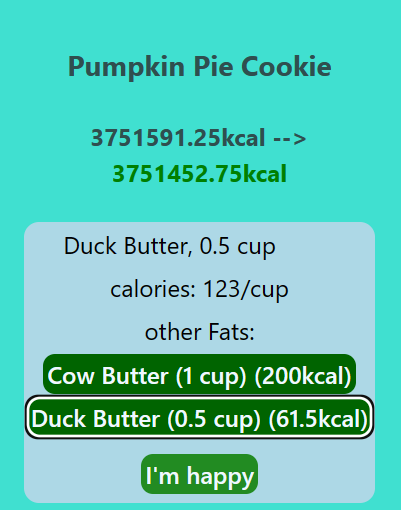 Pumpkin Pie Cookie
3751591.25kcal -->
3751452.75kcal
Duck Butter, 0.5 cup
calories: 123/cup
other Fats:
Cow Butter (1 cup) (200kcal)
Duck Butter (0.5 cup) (61.5kcal)
I'm happy